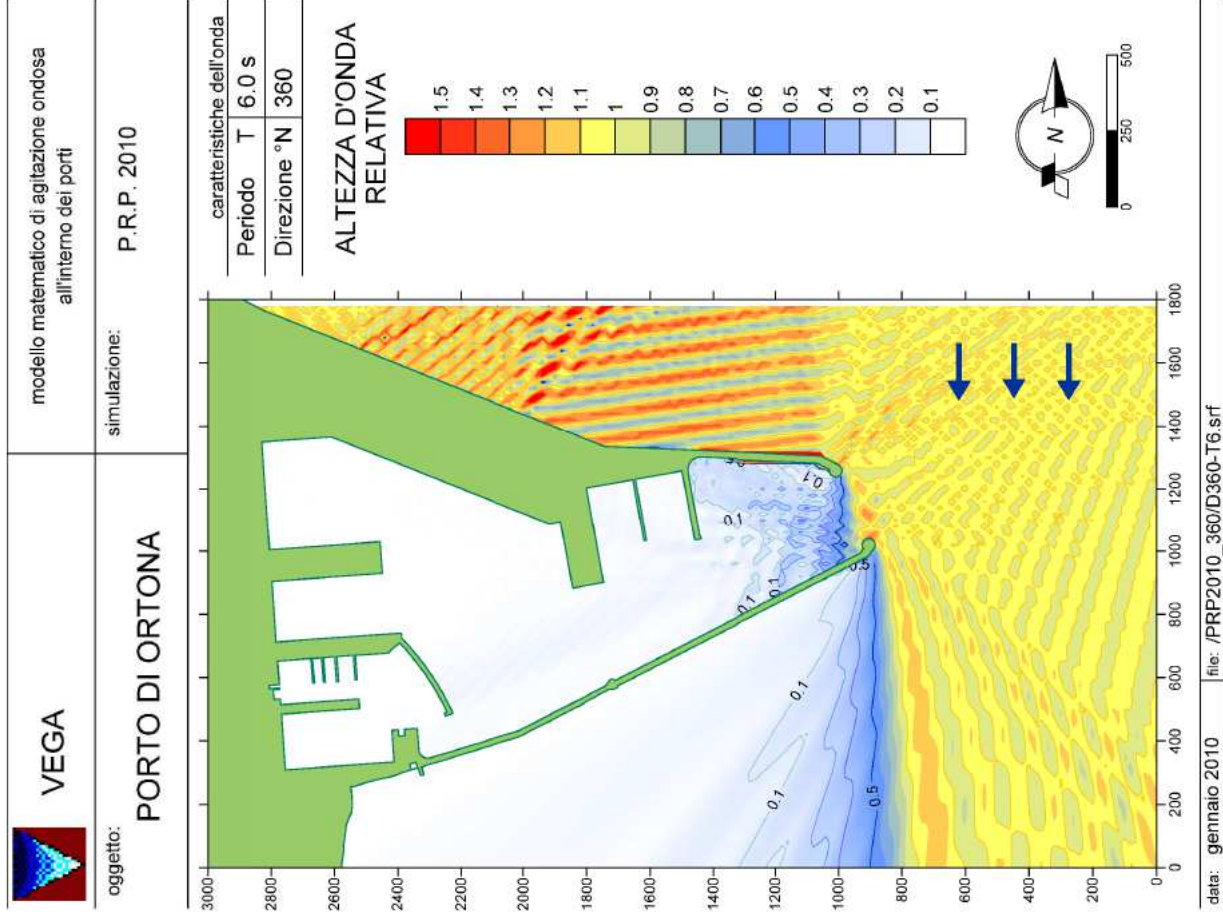 VEGA
modello matematico di agitazione ondosa
all'interno dei porti
oggetto:
PORTO DI ORTONA
simulazione:
P.R.P. 2010
caratteristiche dell'onda
Periodo T 6.0 s
Direzione °N 360
ALTEZZA D'ONDA
RELATIVA
1.5
1.4
1.3
1.2
1.1
1
0.9
0.8
0.7
0.6
0.5
0.4
0.3
0.2
0.1
N
0 250 500
3000
2800
2600
2400
2200
2000
1800
1600
1400
1200
1000
800
600
400
200
0
0 200 400 600 800 1000 1200 1400 1600 1800
0.1
0.1
0.1
0.1
0.1
0.5
0.1
0.1
0.5
data: gennaio 2010
file: /PRP2010_360/D360-T6.srf